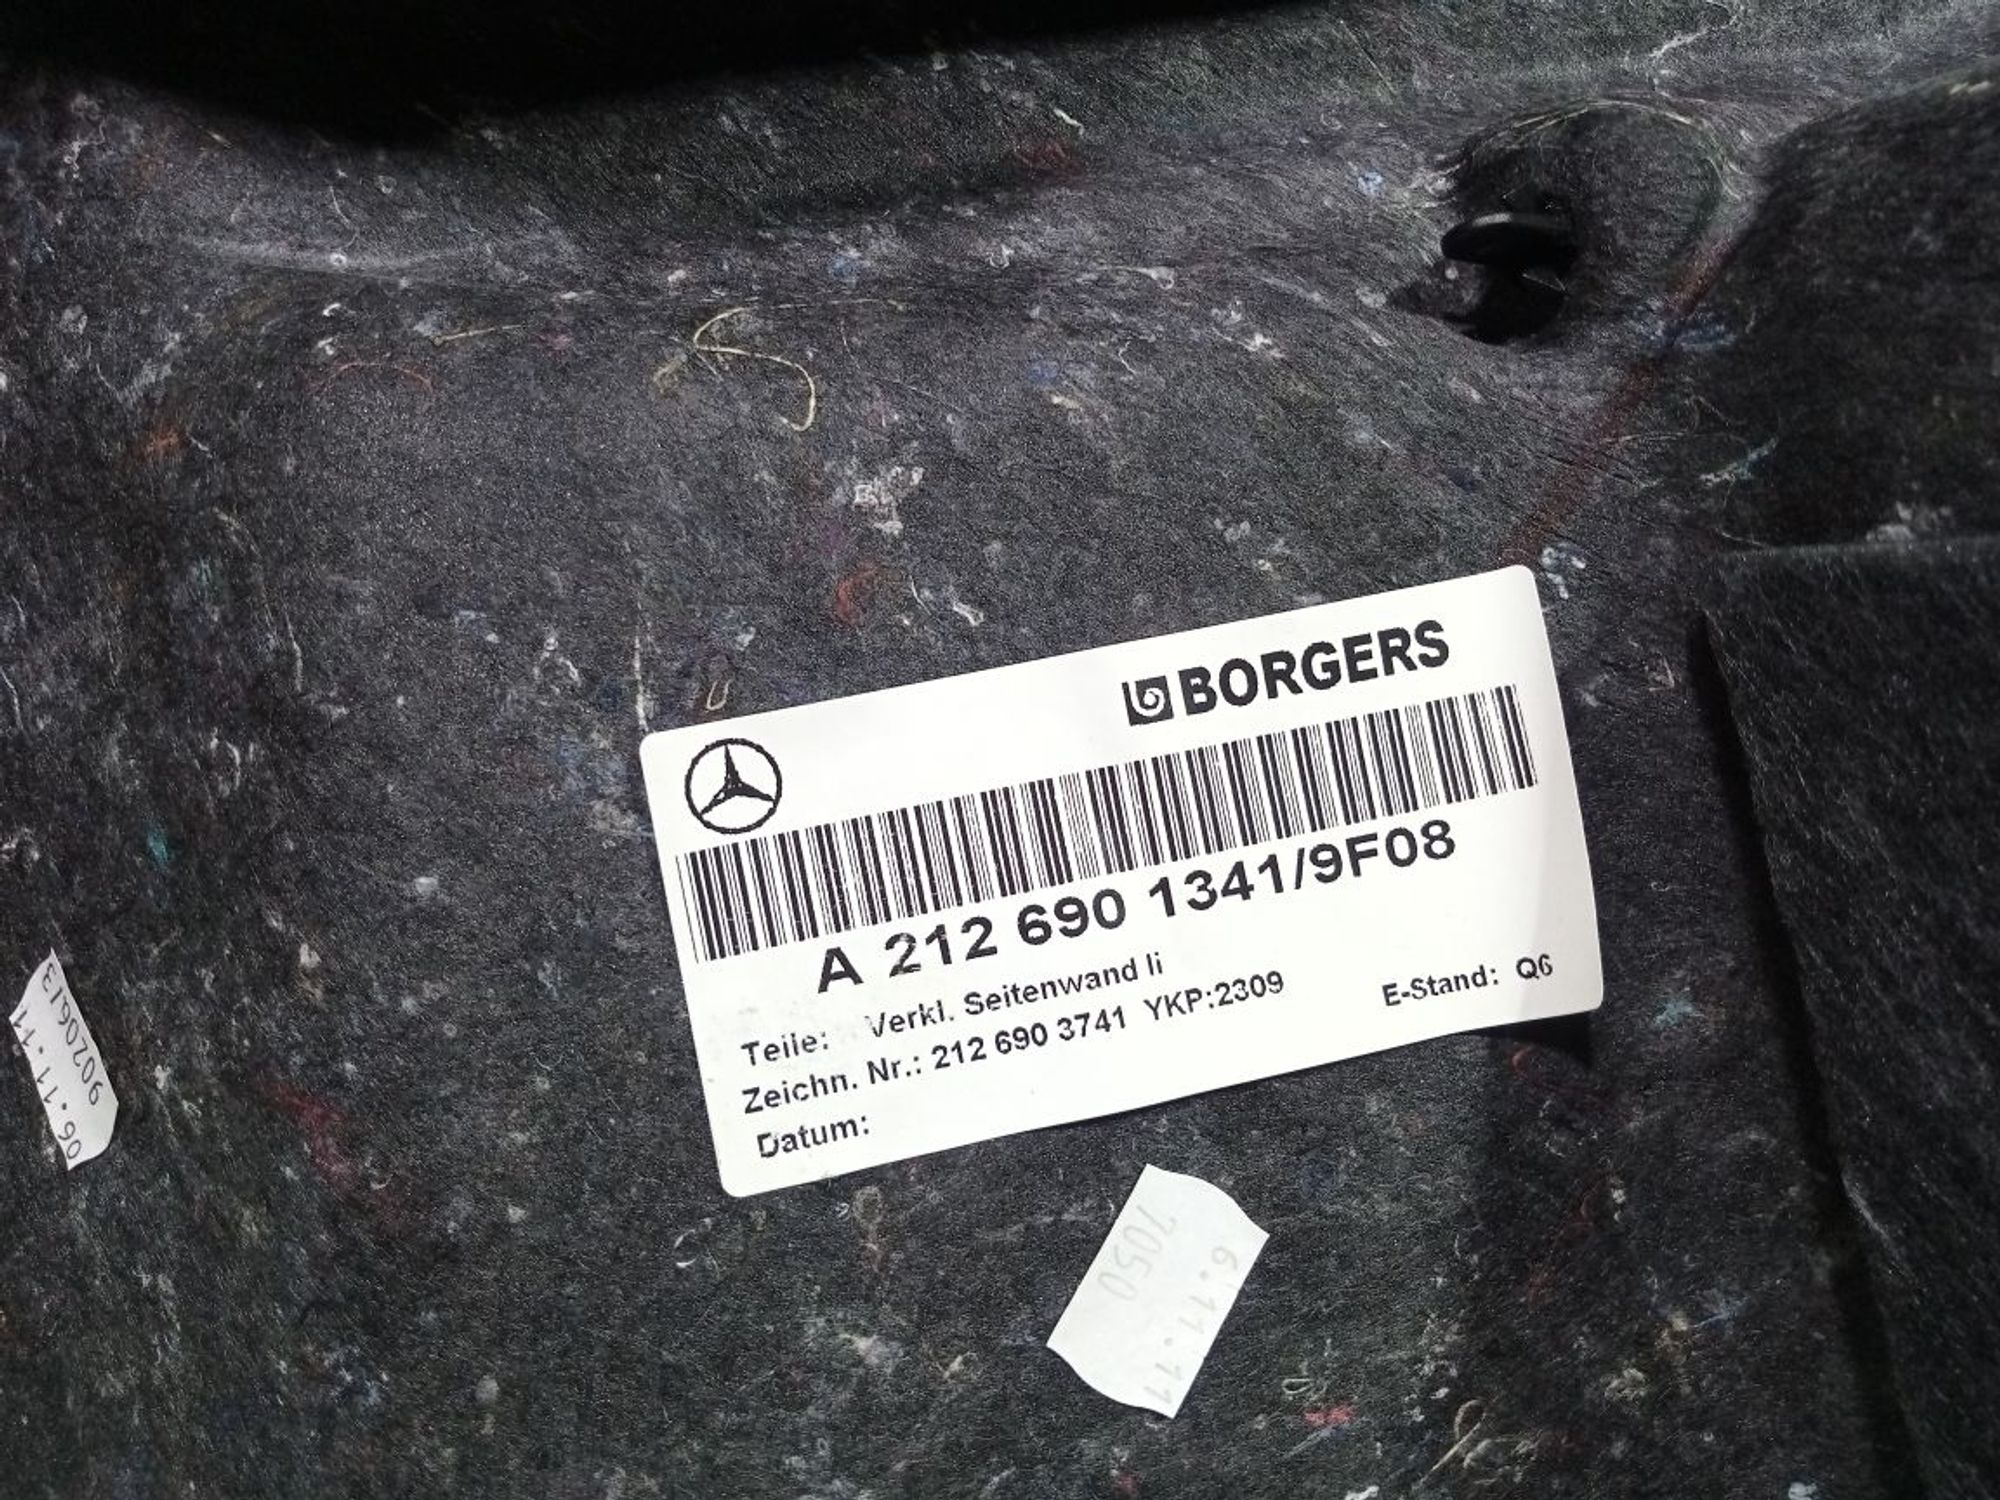 BORGERS
A 212 690 1341/9F08
Teile: Verkl. Seitenwand li
Zeichn. Nr.: 212 690 3741 YKP:2309 E-Stand: Q6
Datum:
06.11.11
9020613
6.11.11
7050